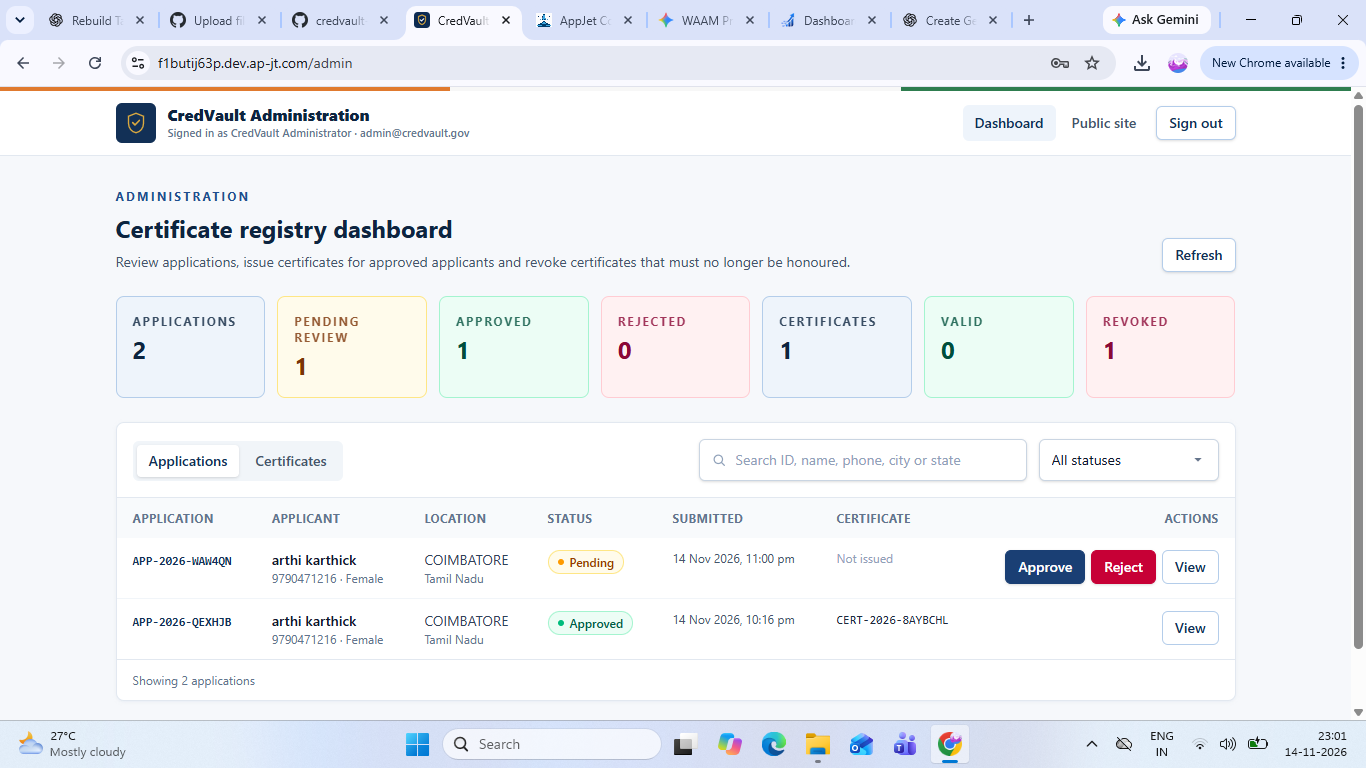 Rebuild Ta
Upload fil
credvault
CredVault
AppJet Co
WAAM Pr
Dashboar
Create Ge
Ask Gemini
f1butij63p.dev.ap-jt.com/admin
New Chrome available
CredVault Administration
Signed in as CredVault Administrator · admin@credvault.gov
Dashboard
Public site
Sign out
ADMINISTRATION
Certificate registry dashboard
Review applications, issue certificates for approved applicants and revoke certificates that must no longer be honoured.
Refresh
APPLICATIONS
2
PENDING
REVIEW
1
APPROVED
1
REJECTED
0
CERTIFICATES
1
VALID
0
REVOKED
1
Applications
Certificates
Search ID, name, phone, city or state
All statuses
APPLICATION APPLICANT LOCATION STATUS SUBMITTED CERTIFICATE ACTIONS
APP-2026-WAW4QN arthi karthick COIMBATORE Pending 14 Nov 2026, 11:00 pm Not issued Approve Reject View
9790471216 · Female Tamil Nadu
APP-2026-QEXHJB arthi karthick COIMBATORE Approved 14 Nov 2026, 10:16 pm CERT-2026-8AYBCHL View
9790471216 · Female Tamil Nadu
Showing 2 applications
27°C
Mostly cloudy
Search
ENG
IN
23:01
14-11-2026